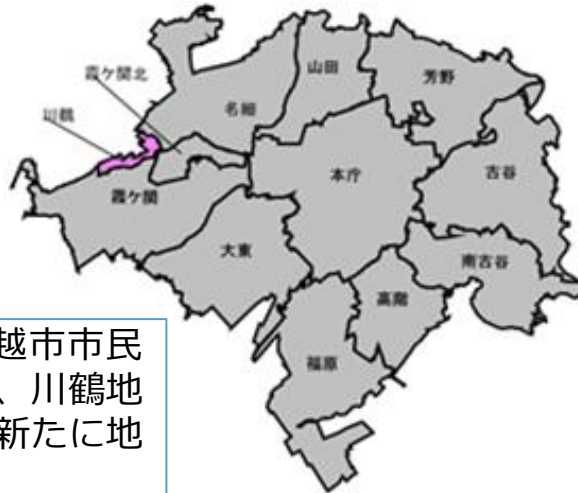 山田
芳野
霞ケ関北
名細
川鶴
古谷
本庁
霞ケ関
大東
南古谷
高階
福原
越市市民
、川鶴地
新たに地